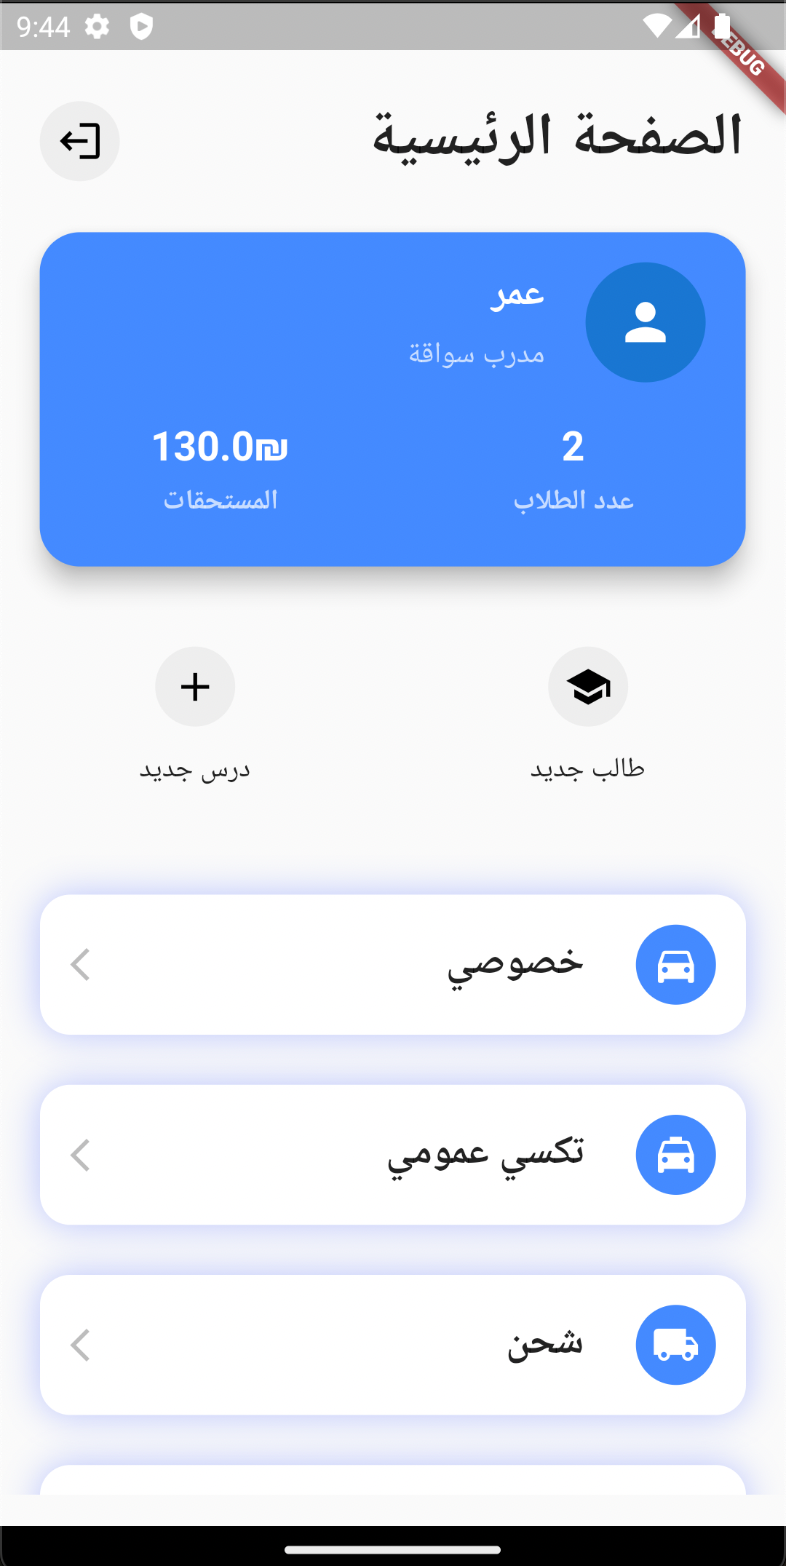 9:44
DEBUG
الصفحة الرئيسية
عمر
مدرب سواقة
2
عدد الطلاب
130.0₪
المستحقات
طالب جديد
درس جديد
خصوصي
تكسي عمومي
شحن